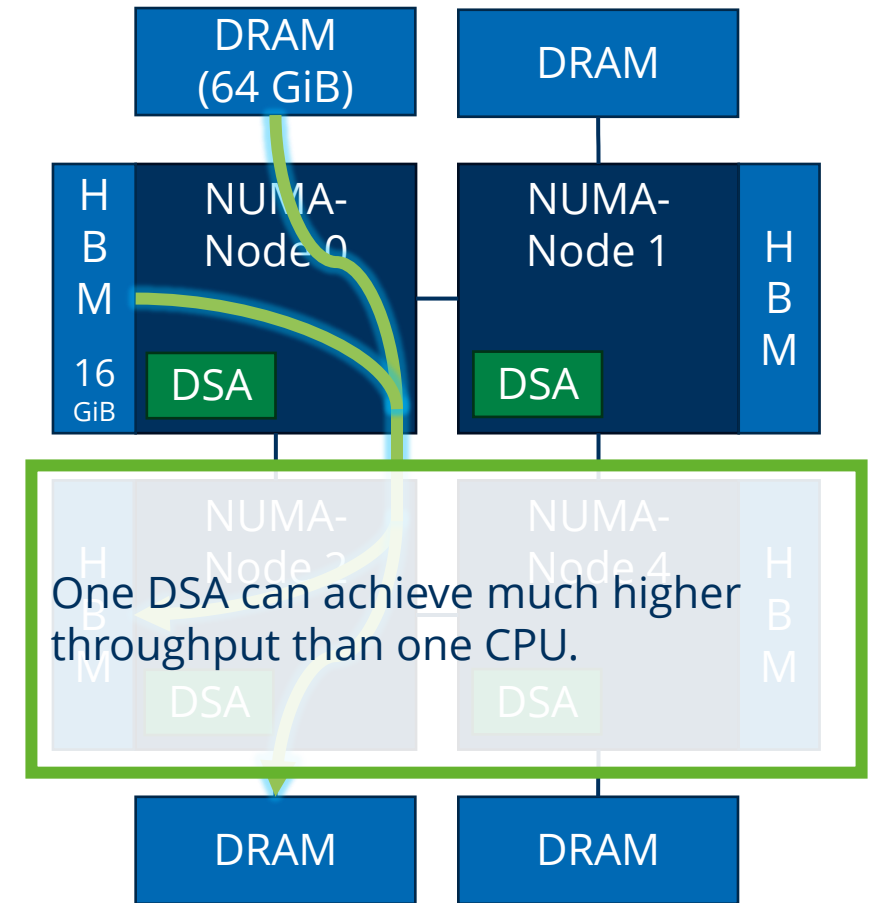 DRAM
(64 GiB)
DRAM
H
B
M
16
GiB
NUMA-
Node 0
DSA
NUMA-
Node 1
DSA
H
B
M
H
B
M
NUMA-
Node 2
DSA
NUMA-
Node 4
DSA
H
B
M
One DSA can achieve much higher
throughput than one CPU.
DRAM
DRAM